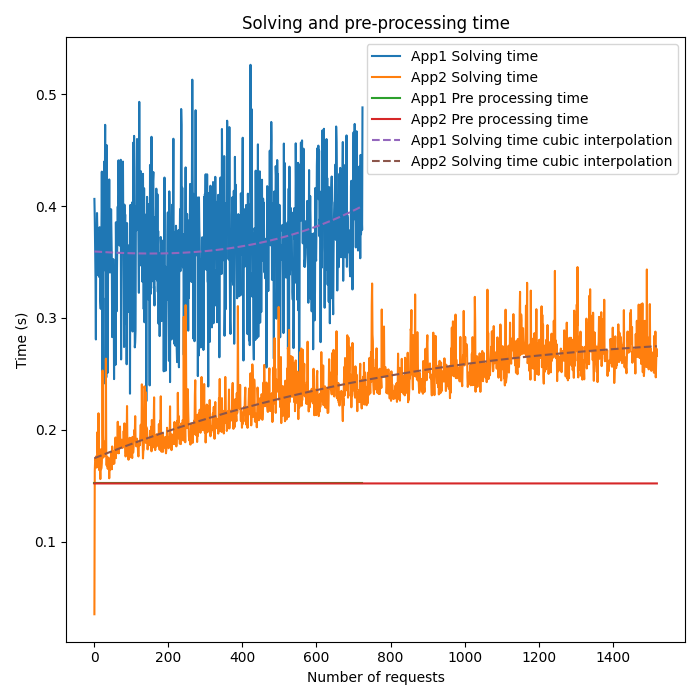 Solving and pre-processing time
App1 Solving time
App2 Solving time
App1 Pre processing time
App2 Pre processing time
App1 Solving time cubic interpolation
App2 Solving time cubic interpolation
Time (s)
0.5
0.4
0.3
0.2
0.1
0 200 400 600 800 1000 1200 1400
Number of requests